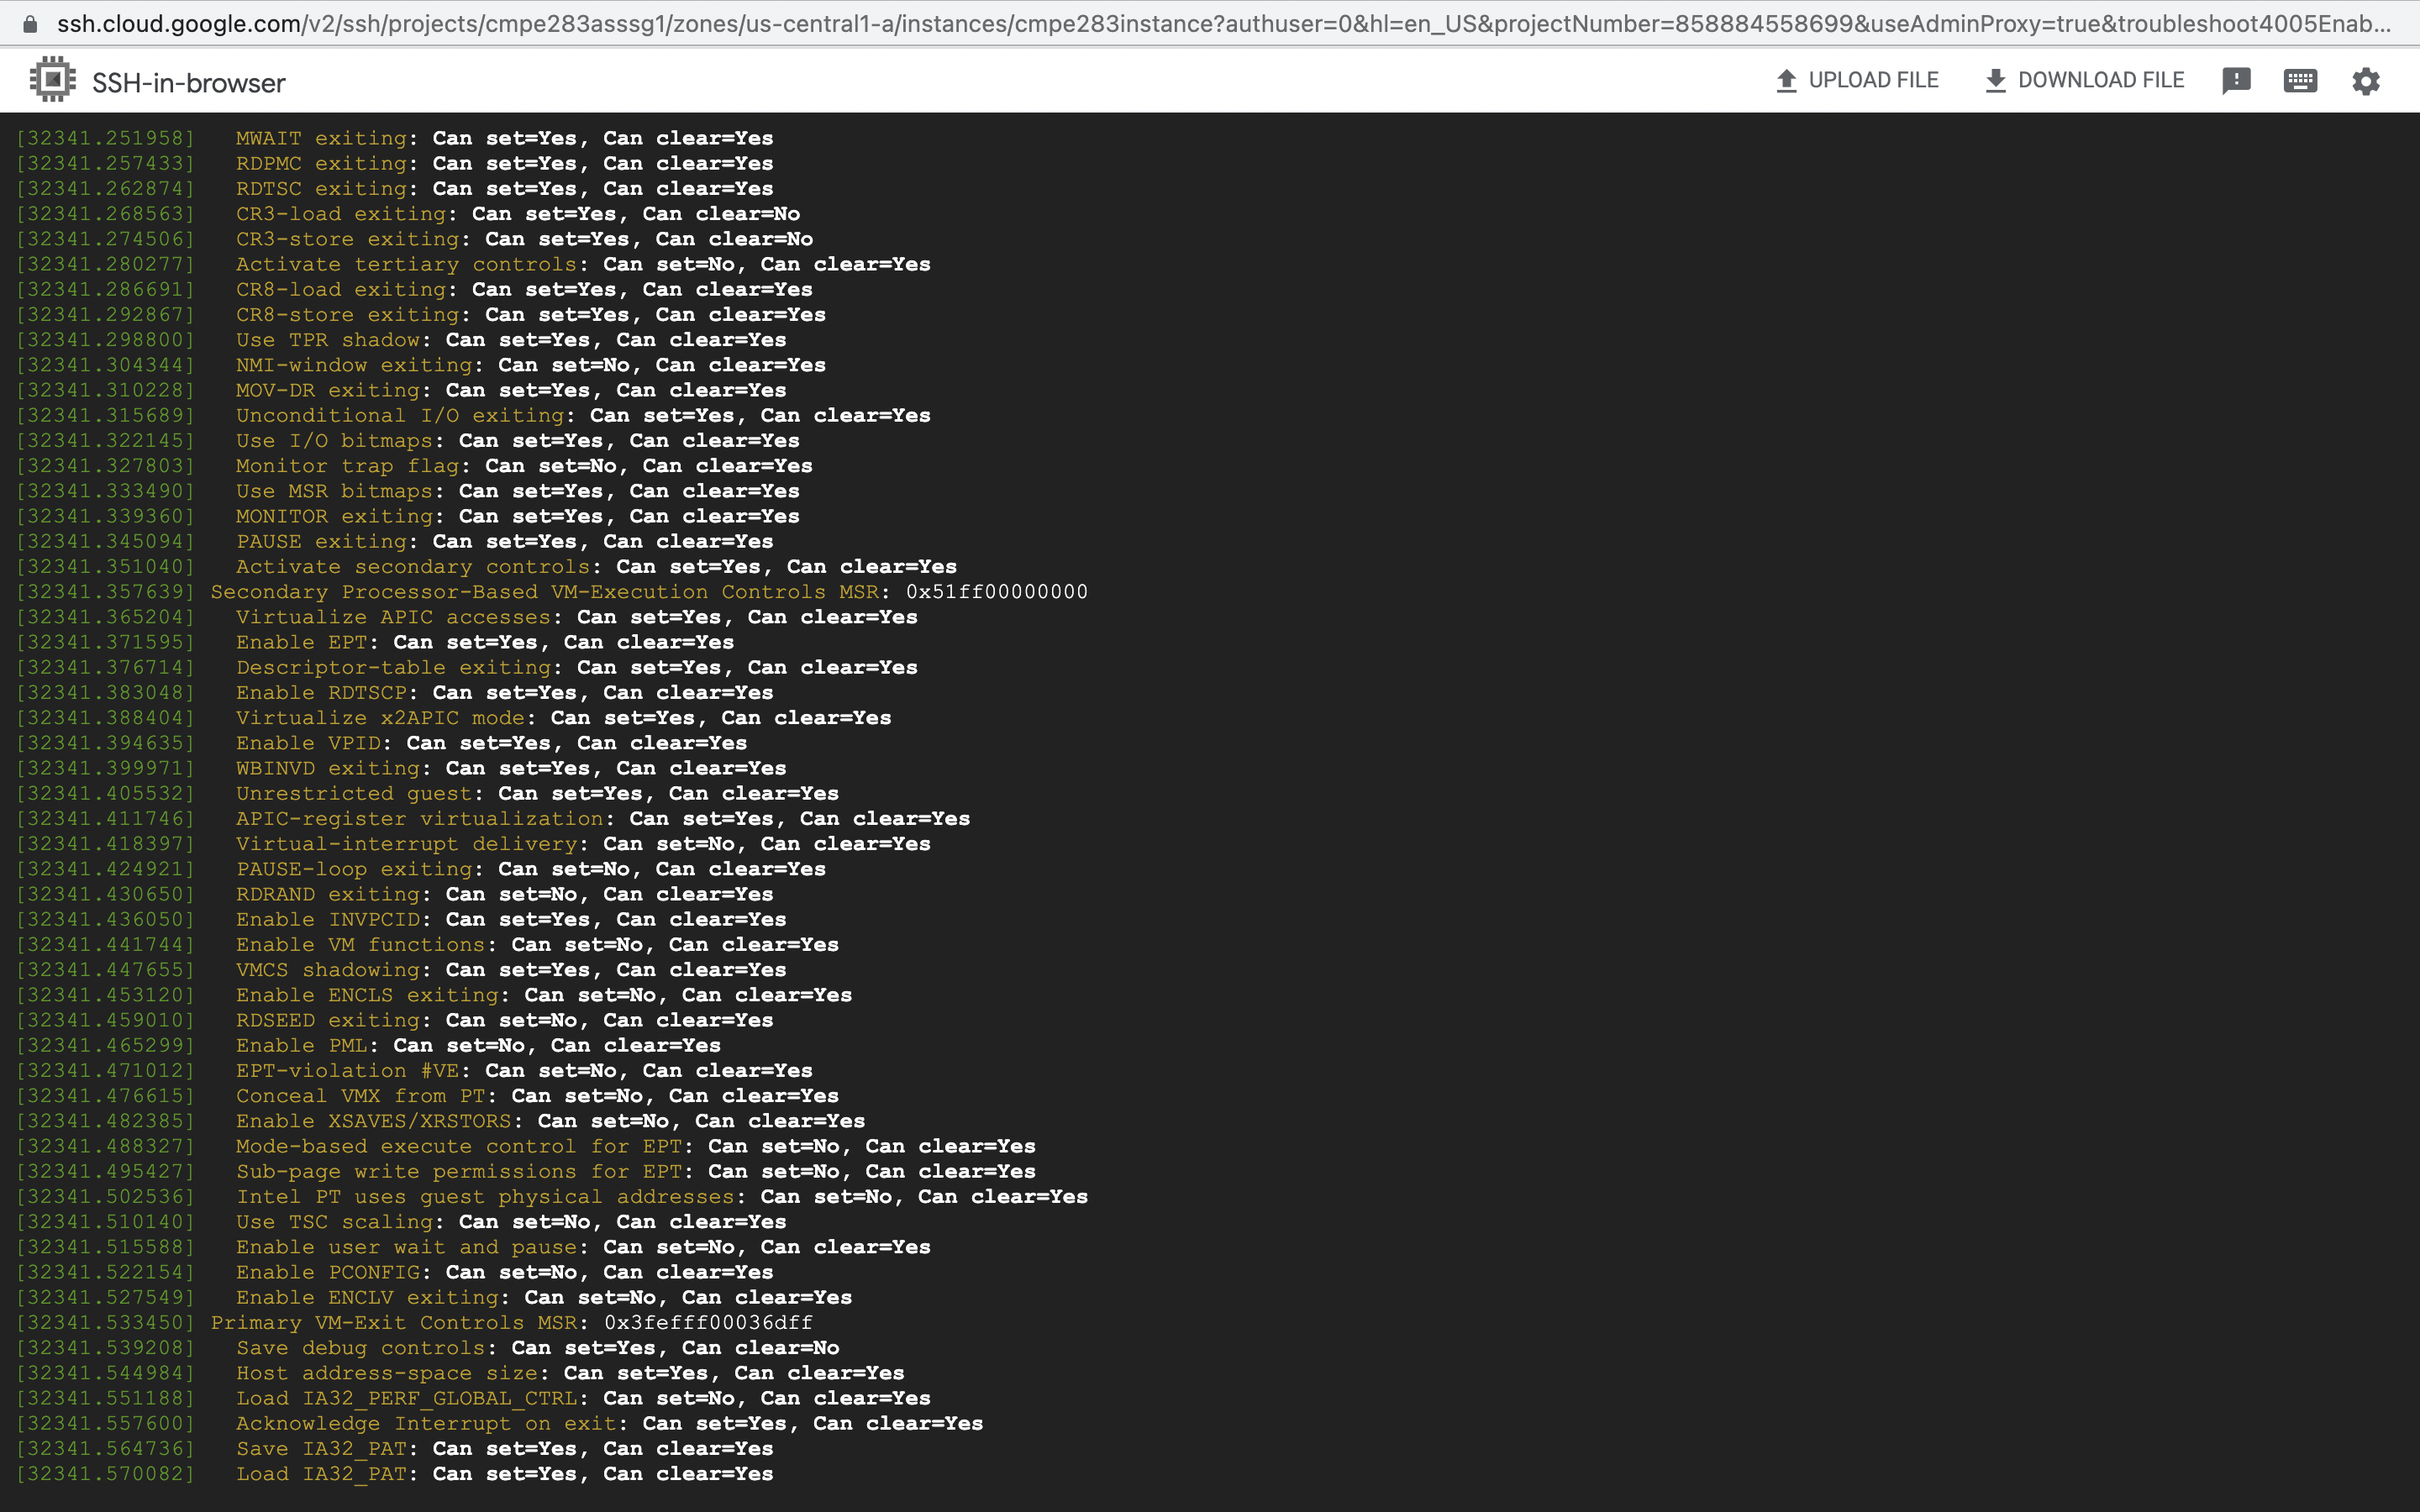 ssh.cloud.google.com/v2/ssh/projects/cmpe283asssg1/zones/us-central1-a/instances/cmpe283instance?authuser=0&hl=en_US&projectNumber=858884558699&useAdminProxy=true&troubleshoot4005Enab...
SSH-in-browser
UPLOAD FILE
DOWNLOAD FILE
[32341.251958]   MWAIT exiting: Can set=Yes, Can clear=Yes
[32341.257433]   RDPMC exiting: Can set=Yes, Can clear=Yes
[32341.262874]   RDTSC exiting: Can set=Yes, Can clear=Yes
[32341.268563]   CR3-load exiting: Can set=Yes, Can clear=No
[32341.274506]   CR3-store exiting: Can set=Yes, Can clear=No
[32341.280277]   Activate tertiary controls: Can set=No, Can clear=Yes
[32341.286691]   CR8-load exiting: Can set=Yes, Can clear=Yes
[32341.292867]   CR8-store exiting: Can set=Yes, Can clear=Yes
[32341.298800]   Use TPR shadow: Can set=Yes, Can clear=Yes
[32341.304344]   NMI-window exiting: Can set=No, Can clear=Yes
[32341.310228]   MOV-DR exiting: Can set=Yes, Can clear=Yes
[32341.315689]   Unconditional I/O exiting: Can set=Yes, Can clear=Yes
[32341.322145]   Use I/O bitmaps: Can set=Yes, Can clear=Yes
[32341.327803]   Monitor trap flag: Can set=No, Can clear=Yes
[32341.333490]   Use MSR bitmaps: Can set=Yes, Can clear=Yes
[32341.339360]   MONITOR exiting: Can set=Yes, Can clear=Yes
[32341.345094]   PAUSE exiting: Can set=Yes, Can clear=Yes
[32341.351040]   Activate secondary controls: Can set=Yes, Can clear=Yes
[32341.357639] Secondary Processor-Based VM-Execution Controls MSR: 0x51ff00000000
[32341.365204]   Virtualize APIC accesses: Can set=Yes, Can clear=Yes
[32341.371595]   Enable EPT: Can set=Yes, Can clear=Yes
[32341.376714]   Descriptor-table exiting: Can set=Yes, Can clear=Yes
[32341.383048]   Enable RDTSCP: Can set=Yes, Can clear=Yes
[32341.388404]   Virtualize x2APIC mode: Can set=Yes, Can clear=Yes
[32341.394635]   Enable VPID: Can set=Yes, Can clear=Yes
[32341.399971]   WBINVD exiting: Can set=Yes, Can clear=Yes
[32341.405532]   Unrestricted guest: Can set=Yes, Can clear=Yes
[32341.411746]   APIC-register virtualization: Can set=Yes, Can clear=Yes
[32341.418397]   Virtual-interrupt delivery: Can set=No, Can clear=Yes
[32341.424921]   PAUSE-loop exiting: Can set=No, Can clear=Yes
[32341.430650]   RDRAND exiting: Can set=No, Can clear=Yes
[32341.436050]   Enable INVPCID: Can set=Yes, Can clear=Yes
[32341.441744]   Enable VM functions: Can set=No, Can clear=Yes
[32341.447655]   VMCS shadowing: Can set=Yes, Can clear=Yes
[32341.453120]   Enable ENCLS exiting: Can set=No, Can clear=Yes
[32341.459010]   RDSEED exiting: Can set=No, Can clear=Yes
[32341.465299]   Enable PML: Can set=No, Can clear=Yes
[32341.471012]   EPT-violation #VE: Can set=No, Can clear=Yes
[32341.476615]   Conceal VMX from PT: Can set=No, Can clear=Yes
[32341.482385]   Enable XSAVES/XRSTORS: Can set=No, Can clear=Yes
[32341.488327]   Mode-based execute control for EPT: Can set=No, Can clear=Yes
[32341.495427]   Sub-page write permissions for EPT: Can set=No, Can clear=Yes
[32341.502536]   Intel PT uses guest physical addresses: Can set=No, Can clear=Yes
[32341.510140]   Use TSC scaling: Can set=No, Can clear=Yes
[32341.515588]   Enable user wait and pause: Can set=No, Can clear=Yes
[32341.522154]   Enable PCONFIG: Can set=No, Can clear=Yes
[32341.527549]   Enable ENCLV exiting: Can set=No, Can clear=Yes
[32341.533450] Primary VM-Exit Controls MSR: 0x3fefff00036dff
[32341.539208]   Save debug controls: Can set=Yes, Can clear=No
[32341.544984]   Host address-space size: Can set=Yes, Can clear=Yes
[32341.551188]   Load IA32_PERF_GLOBAL_CTRL: Can set=No, Can clear=Yes
[32341.557600]   Acknowledge Interrupt on exit: Can set=Yes, Can clear=Yes
[32341.564736]   Save IA32_PAT: Can set=Yes, Can clear=Yes
[32341.570082]   Load IA32_PAT: Can set=Yes, Can clear=Yes